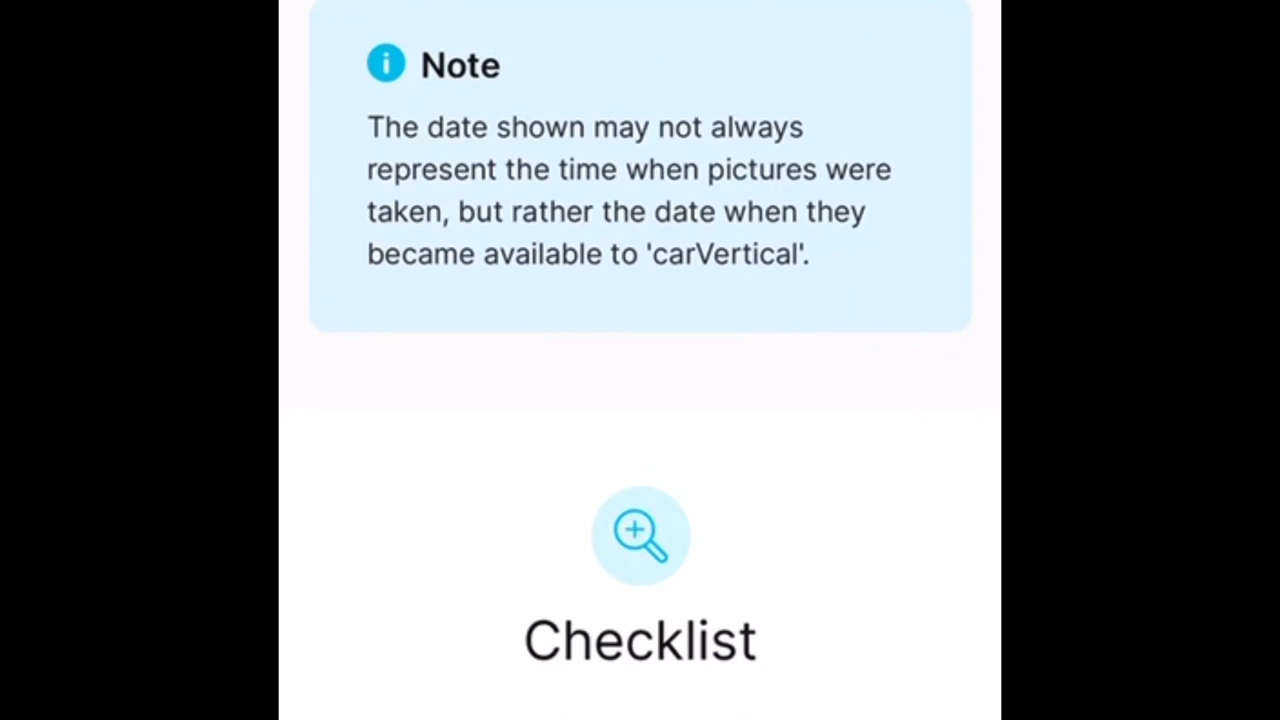 Note
The date shown may not always
represent the time when pictures were
taken, but rather the date when they
became available to 'carVertical'.
Checklist